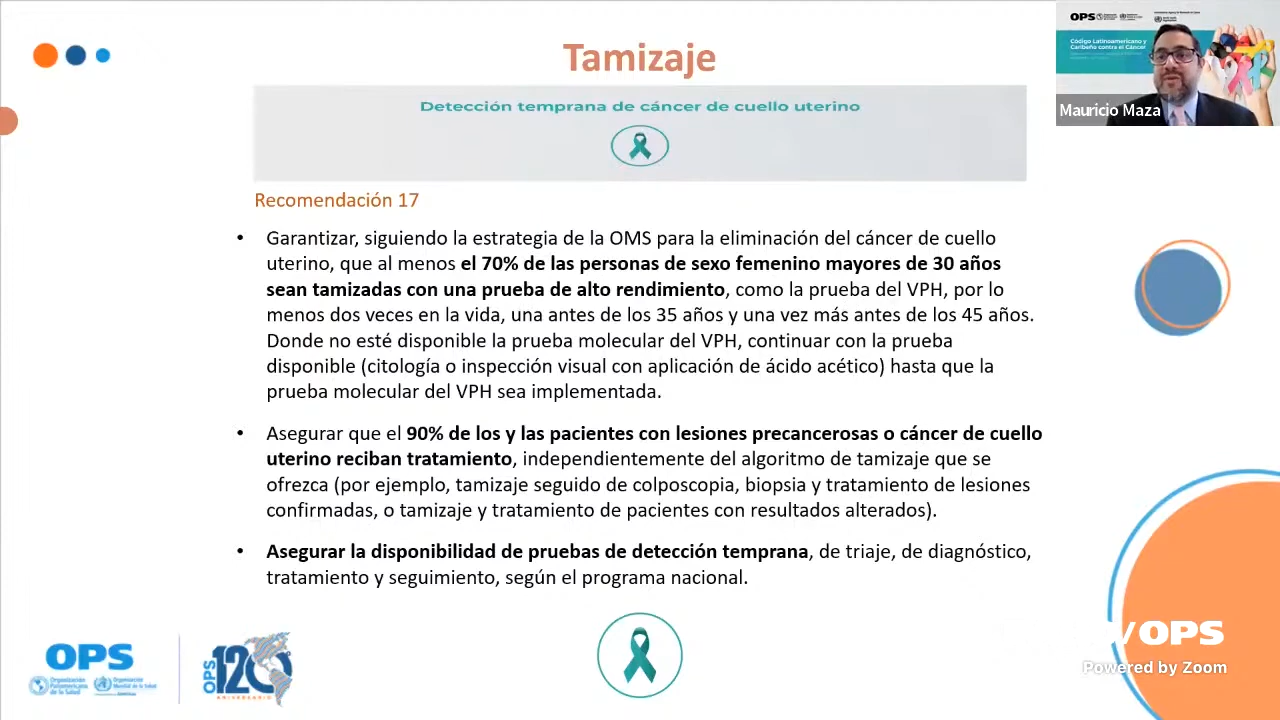 Tamizaje
Detección temprana de cáncer de cuello uterino
Recomendación 17
• Garantizar, siguiendo la estrategia de la OMS para la eliminación del cáncer de cuello
uterino, que al menos el 70% de las personas de sexo femenino mayores de 30 años
sean tamizadas con una prueba de alto rendimiento, como la prueba del VPH, por lo
menos dos veces en la vida, una antes de los 35 años y una vez más antes de los 45 años.
Donde no esté disponible la prueba molecular del VPH, continuar con la prueba
disponible (citología o inspección visual con aplicación de ácido acético) hasta que la
prueba molecular del VPH sea implementada.
• Asegurar que el 90% de los y las pacientes con lesiones precancerosas o cáncer de cuello
uterino reciban tratamiento, independientemente del algoritmo de tamizaje que se
ofrezca (por ejemplo, tamizaje seguido de colposcopia, biopsia y tratamiento de lesiones
confirmadas, o tamizaje y tratamiento de pacientes con resultados alterados).
• Asegurar la disponibilidad de pruebas de detección temprana, de triaje, de diagnóstico,
tratamiento y seguimiento, según el programa nacional.
OPS
Código Latinoamericano y
Caribeño contra el Cáncer
Mauricio Maza
OPS
Organización
Panamericana
de la Salud
Organización
Mundial de la Salud
OPS
120
ANIVERSARIO
/OPS
Powered by Zoom